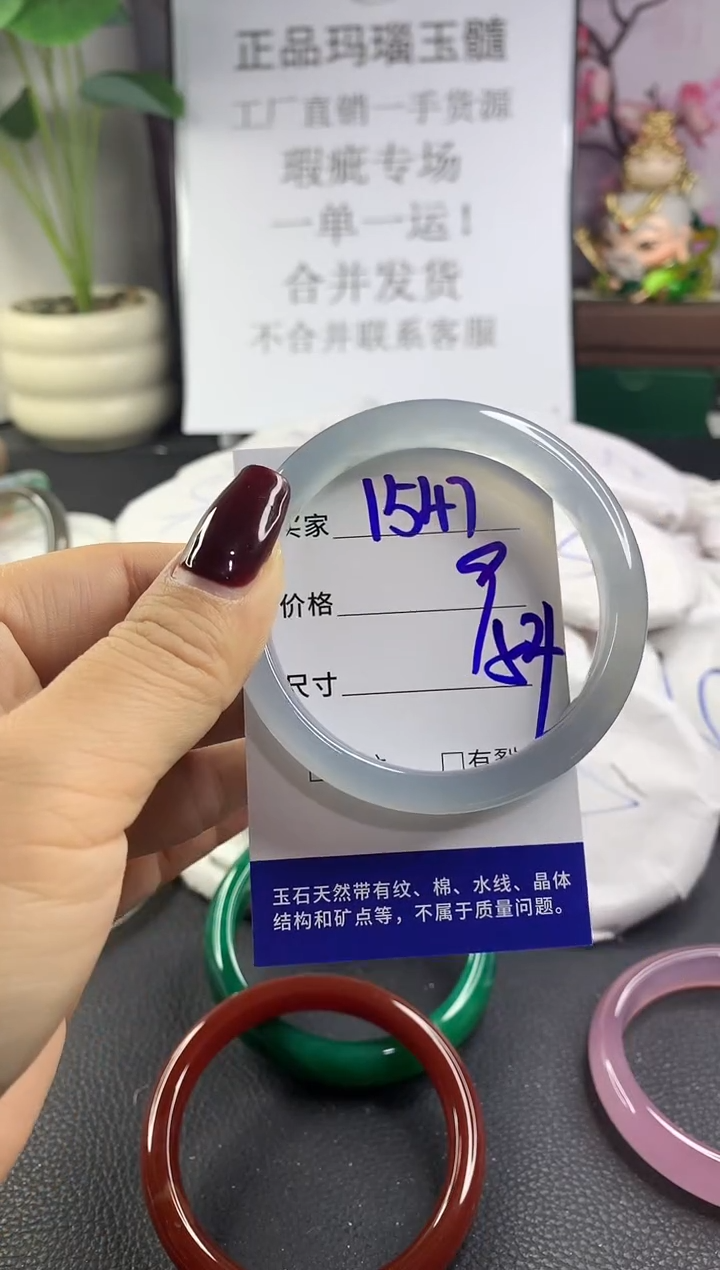 正品玛瑙玉髓
工厂直销一手货源
瑕疵专场
一单一运！
合并发货
不合并联系客服
买家 1547
价格
尺寸
□有裂
玉石天然带有纹、棉、水线、晶体
结构和矿点等，不属于质量问题。